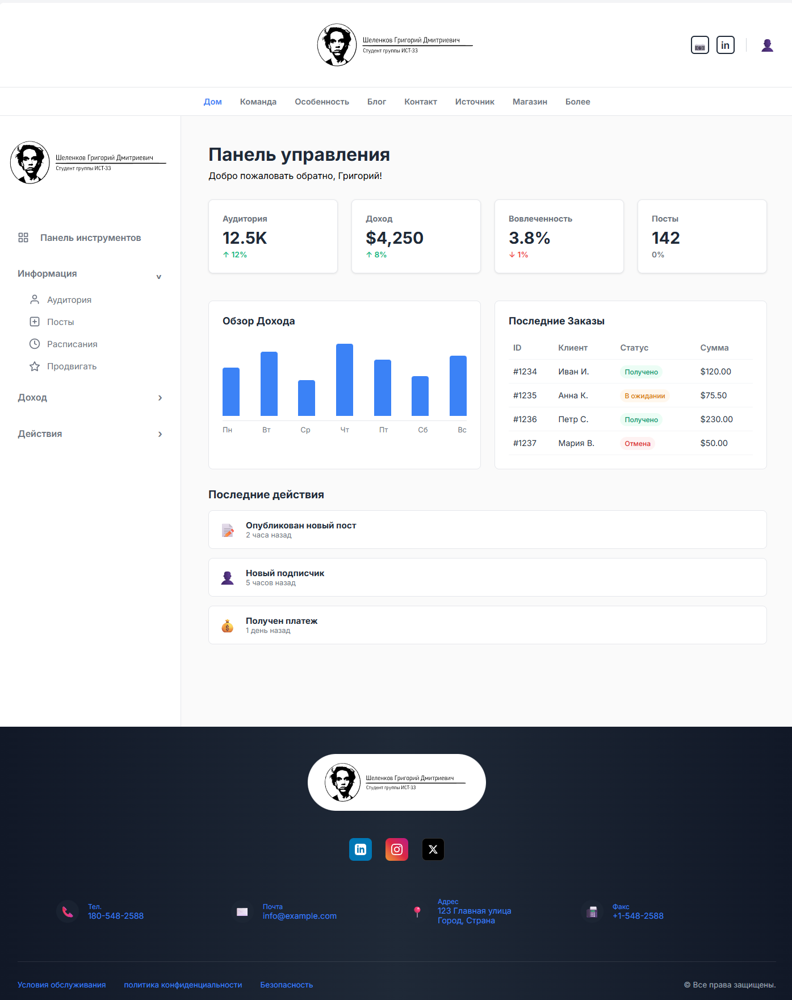 Шеленков Григорий Дмитриевич
Студент группы ИСТ-33
in
Дом Команда Особенность Блог Контакт Источник Магазин Более
Шеленков Григорий Дмитриевич
Студент группы ИСТ-33
Панель инструментов
Информация
Аудитория
Посты
Расписания
Продвигать
Доход
Действия
Панель управления
Добро пожаловать обратно, Григорий!
Аудитория
12.5K
↑ 12%
Доход
$4,250
↑ 8%
Вовлеченность
3.8%
↓ 1%
Посты
142
0%
Обзор Дохода
Пн Вт Ср Чт Пт Сб Вс
Последние Заказы
ID Клиент Статус Сумма
#1234 Иван И. Получено $120.00
#1235 Анна К. В ожидании $75.50
#1236 Петр С. Получено $230.00
#1237 Мария В. Отмена $50.00
Последние действия
Опубликован новый пост
2 часа назад
Новый подписчик
5 часов назад
Получен платеж
1 день назад
Шеленков Григорий Дмитриевич
Студент группы ИСТ-33
in
Тел.
180-548-2588
Почта
info@example.com
Адрес
123 Главная улица
Город, Страна
Факс
+1-548-2588
Условия обслуживания политика конфиденциальности Безопасность
© Все права защищены.